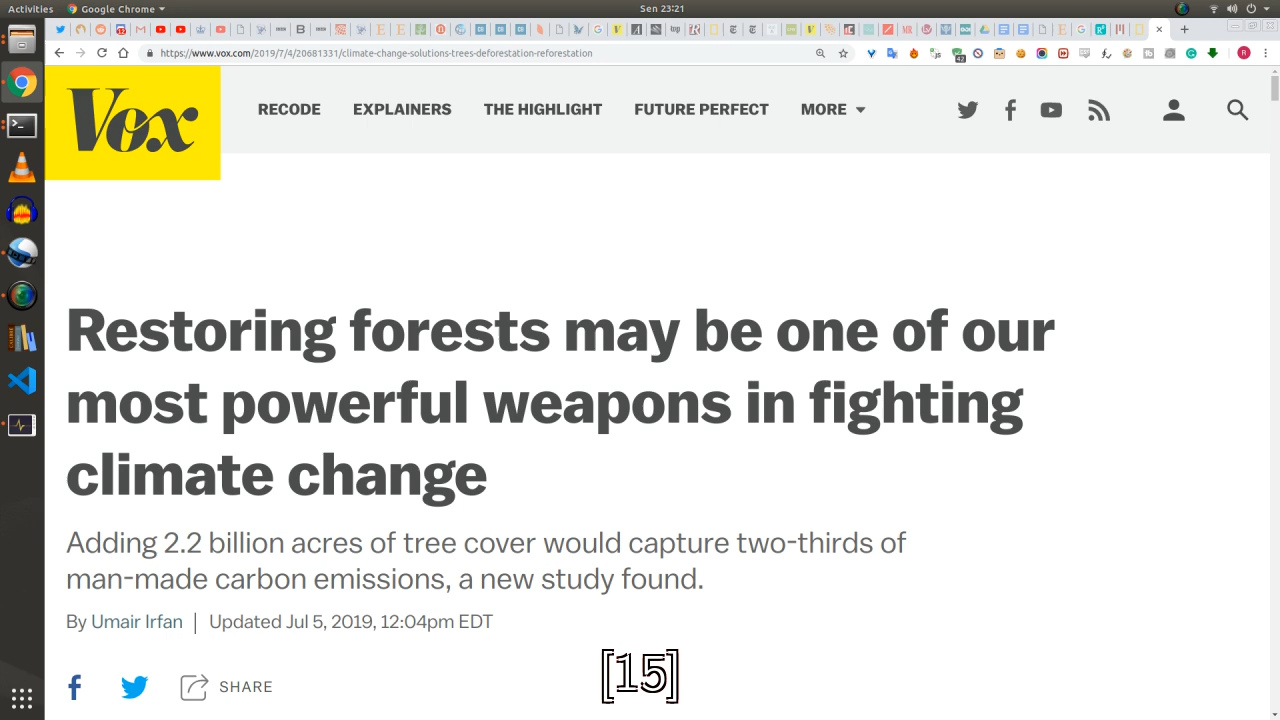 Activities Google Chrome Sen 23:21
https://www.vox.com/2019/7/4/20681331/climate-change-solutions-trees-deforestation-reforestation
Vox
RECODE EXPLAINERS THE HIGHLIGHT FUTURE PERFECT MORE
Restoring forests may be one of our
most powerful weapons in fighting
climate change
Adding 2.2 billion acres of tree cover would capture two-thirds of
man-made carbon emissions, a new study found.
By Umair Irfan | Updated Jul 5, 2019, 12:04pm EDT
SHARE
[15]